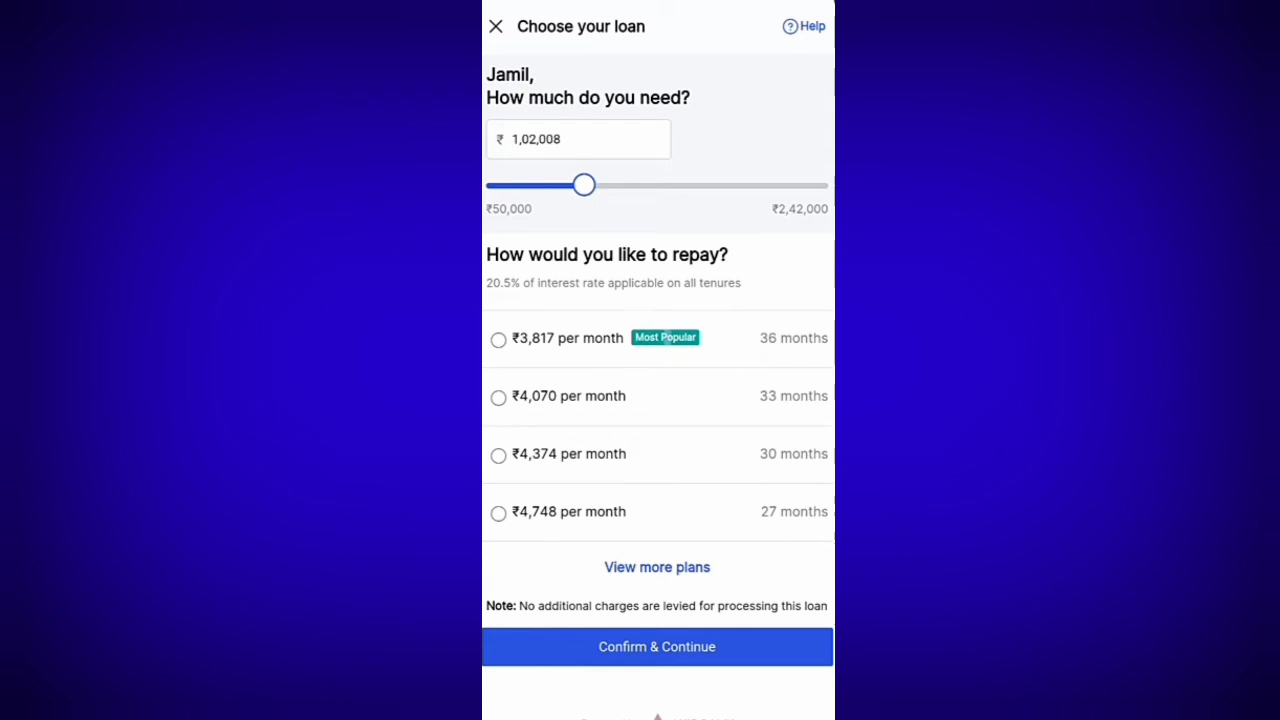 Choose your loan
Help
Jamil,
How much do you need?
₹ 1,02,008
₹50,000 ₹2,42,000
How would you like to repay?
20.5% of interest rate applicable on all tenures
₹3,817 per month Most Popular 36 months
₹4,070 per month 33 months
₹4,374 per month 30 months
₹4,748 per month 27 months
View more plans
Note: No additional charges are levied for processing this loan
Confirm & Continue